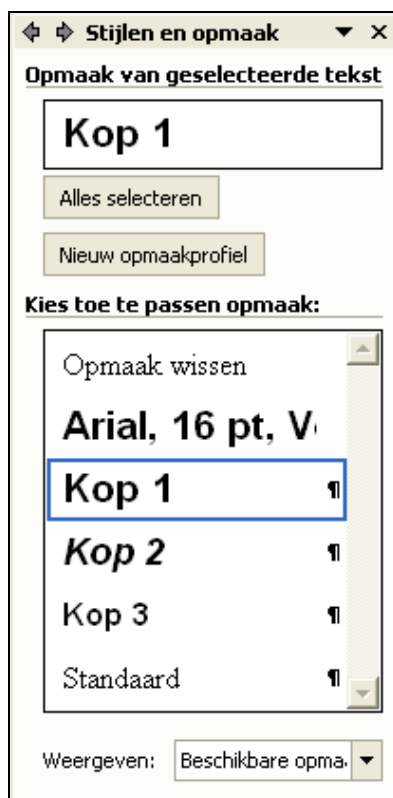 Stijlen en opmaak
Opmaak van geselecteerde tekst
Kop 1
Alles selecteren
Nieuw opmaakprofiel
Kies toe te passen opmaak:
Opmaak wissen
Arial, 16 pt, V
Kop 1 ¶
Kop 2 ¶
Kop 3 ¶
Standaard ¶
Weergeven: Beschikbare opma